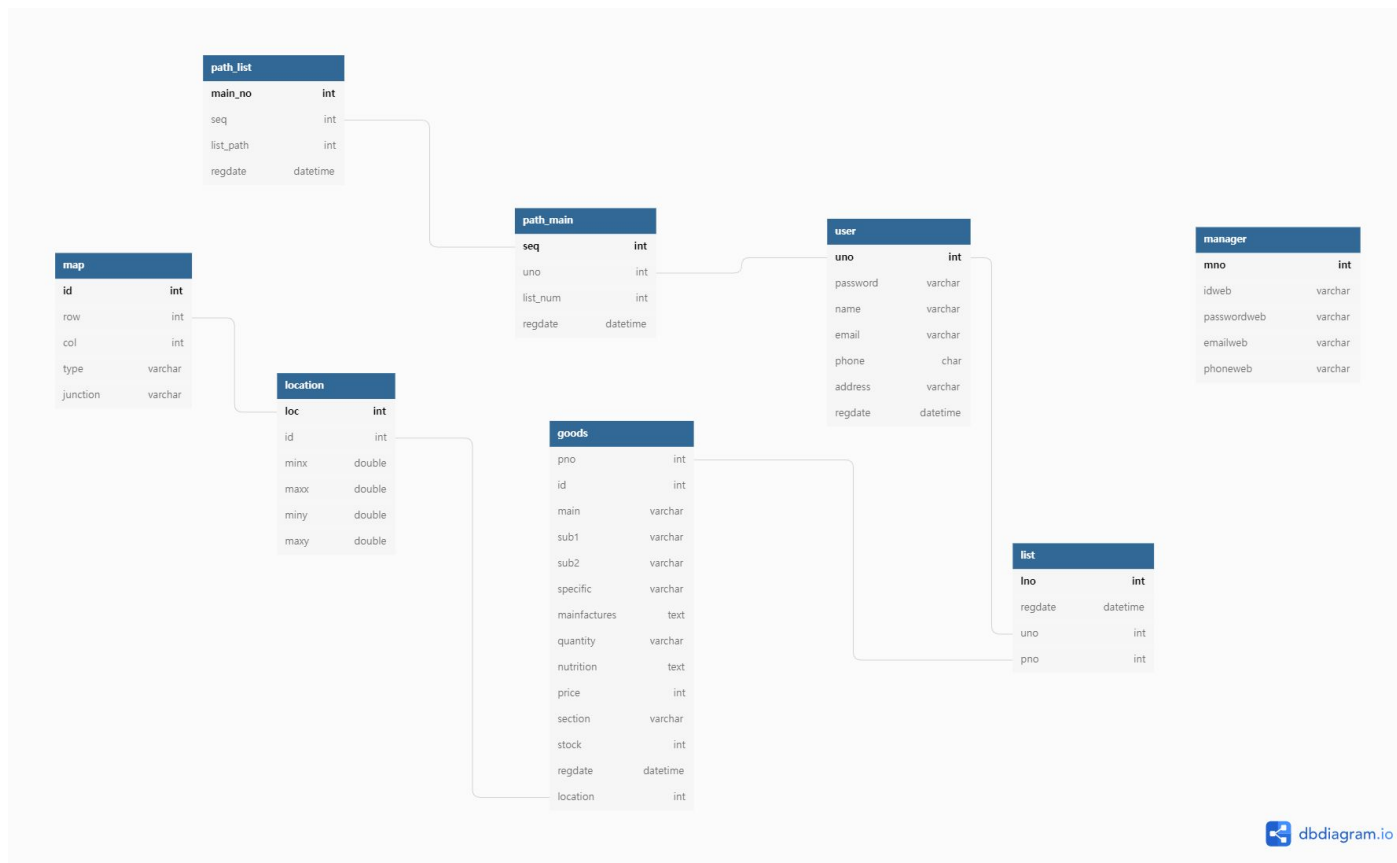 path_list
main_no int
seq int
list_path int
regdate datetime
path_main
seq int
uno int
list_num int
regdate datetime
user
uno int
password varchar
name varchar
email varchar
phone char
address varchar
regdate datetime
manager
mno int
idweb varchar
passwordweb varchar
emailweb varchar
phoneweb varchar
map
id int
row int
col int
type varchar
junction varchar
location
loc int
id int
minx double
maxx double
miny double
maxy double
goods
pno int
id int
main varchar
sub1 varchar
sub2 varchar
specific varchar
mainfactures text
quantity varchar
nutrition text
price int
section varchar
stock int
regdate datetime
location int
list
lno int
regdate datetime
uno int
pno int
dbdiagram.io